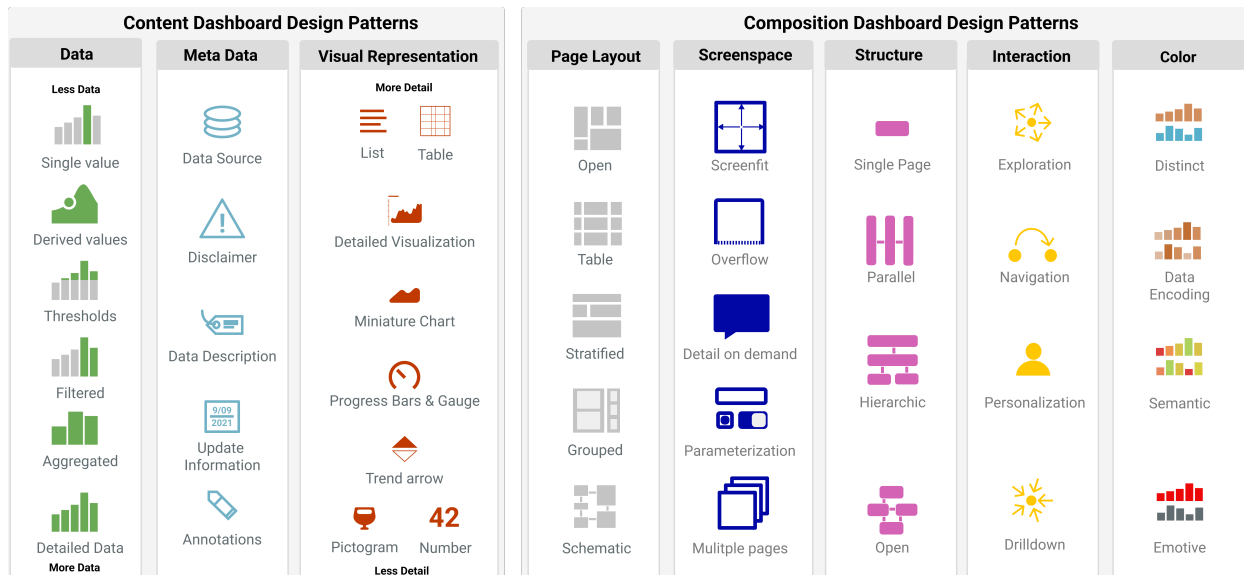 Content Dashboard Design Patterns
Data
Less Data
Single value
Derived values
Thresholds
Filtered
Aggregated
Detailed Data
More Data
Meta Data
Data Source
Disclaimer
Data Description
9/09
2021
Update
Information
Annotations
Visual Representation
More Detail
List
Table
Detailed Visualization
Miniature Chart
Progress Bars & Gauge
Trend arrow
Pictogram
42
Number
Less Detail
Composition Dashboard Design Patterns
Page Layout
Open
Table
Stratified
Grouped
Schematic
Screenspace
Screenfit
Overflow
Detail on demand
Parameterization
Mulitple pages
Structure
Single Page
Parallel
Hierarchic
Open
Interaction
Exploration
Navigation
Personalization
Drilldown
Color
Distinct
Data
Encoding
Semantic
Emotive